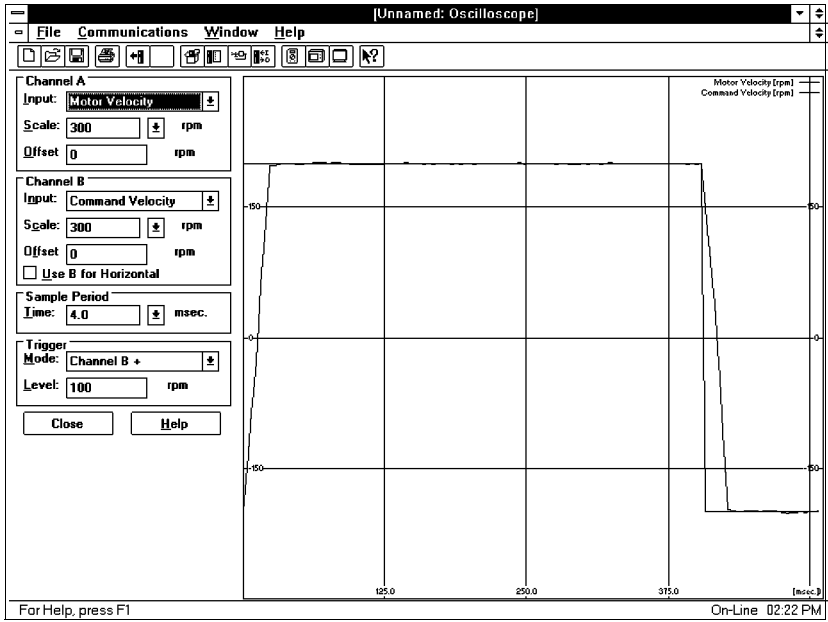 [Unnamed: Oscilloscope]
File Communications Window Help
Channel A
Input: Motor Velocity
Scale: 300 rpm
Offset 0 rpm
Channel B
Input: Command Velocity
Scale: 300 rpm
Offset 0 rpm
Use B for Horizontal
Sample Period
Time: 4.0 msec.
Trigger
Mode: Channel B +
Level: 100 rpm
Close Help
Motor Velocity [rpm]
Command Velocity [rpm]
150 150
0 0
-150 -150
125.0 250.0 375.0 [msec.]
For Help, press F1 On-Line 02:22 PM